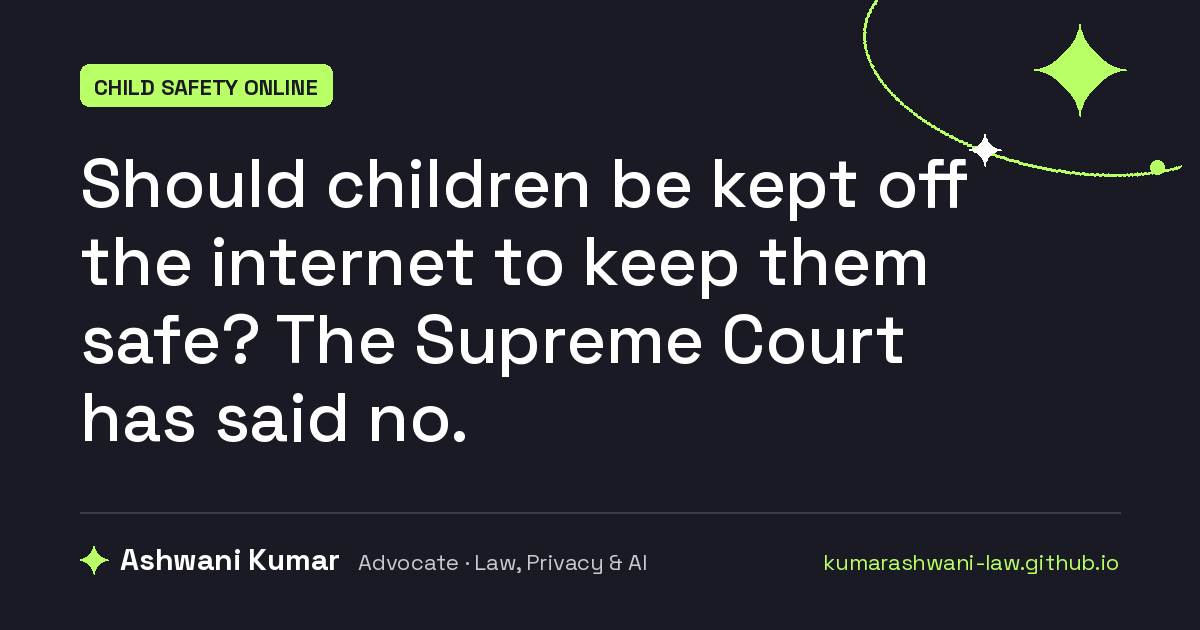 CHILD SAFETY ONLINE
Should children be kept off
the internet to keep them
safe? The Supreme Court
has said no.
Ashwani Kumar Advocate · Law, Privacy & AI kumarashwani-law.github.io